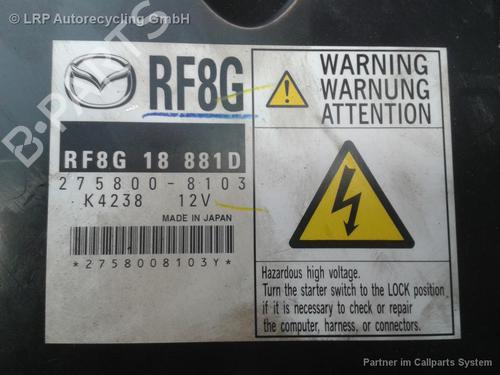 LRP Autorecycling GmbH
B-PARTS
RF8G
RF8G 18 881D
275800-8103
K4238 12V
MADE IN JAPAN
*2758008103Y*
WARNING
WARNUNG
ATTENTION
Hazardous high voltage.
Turn the starter switch to the LOCK position
if it is necessary to check or repair
the computer, harness, or connectors.
Partner im Callparts System